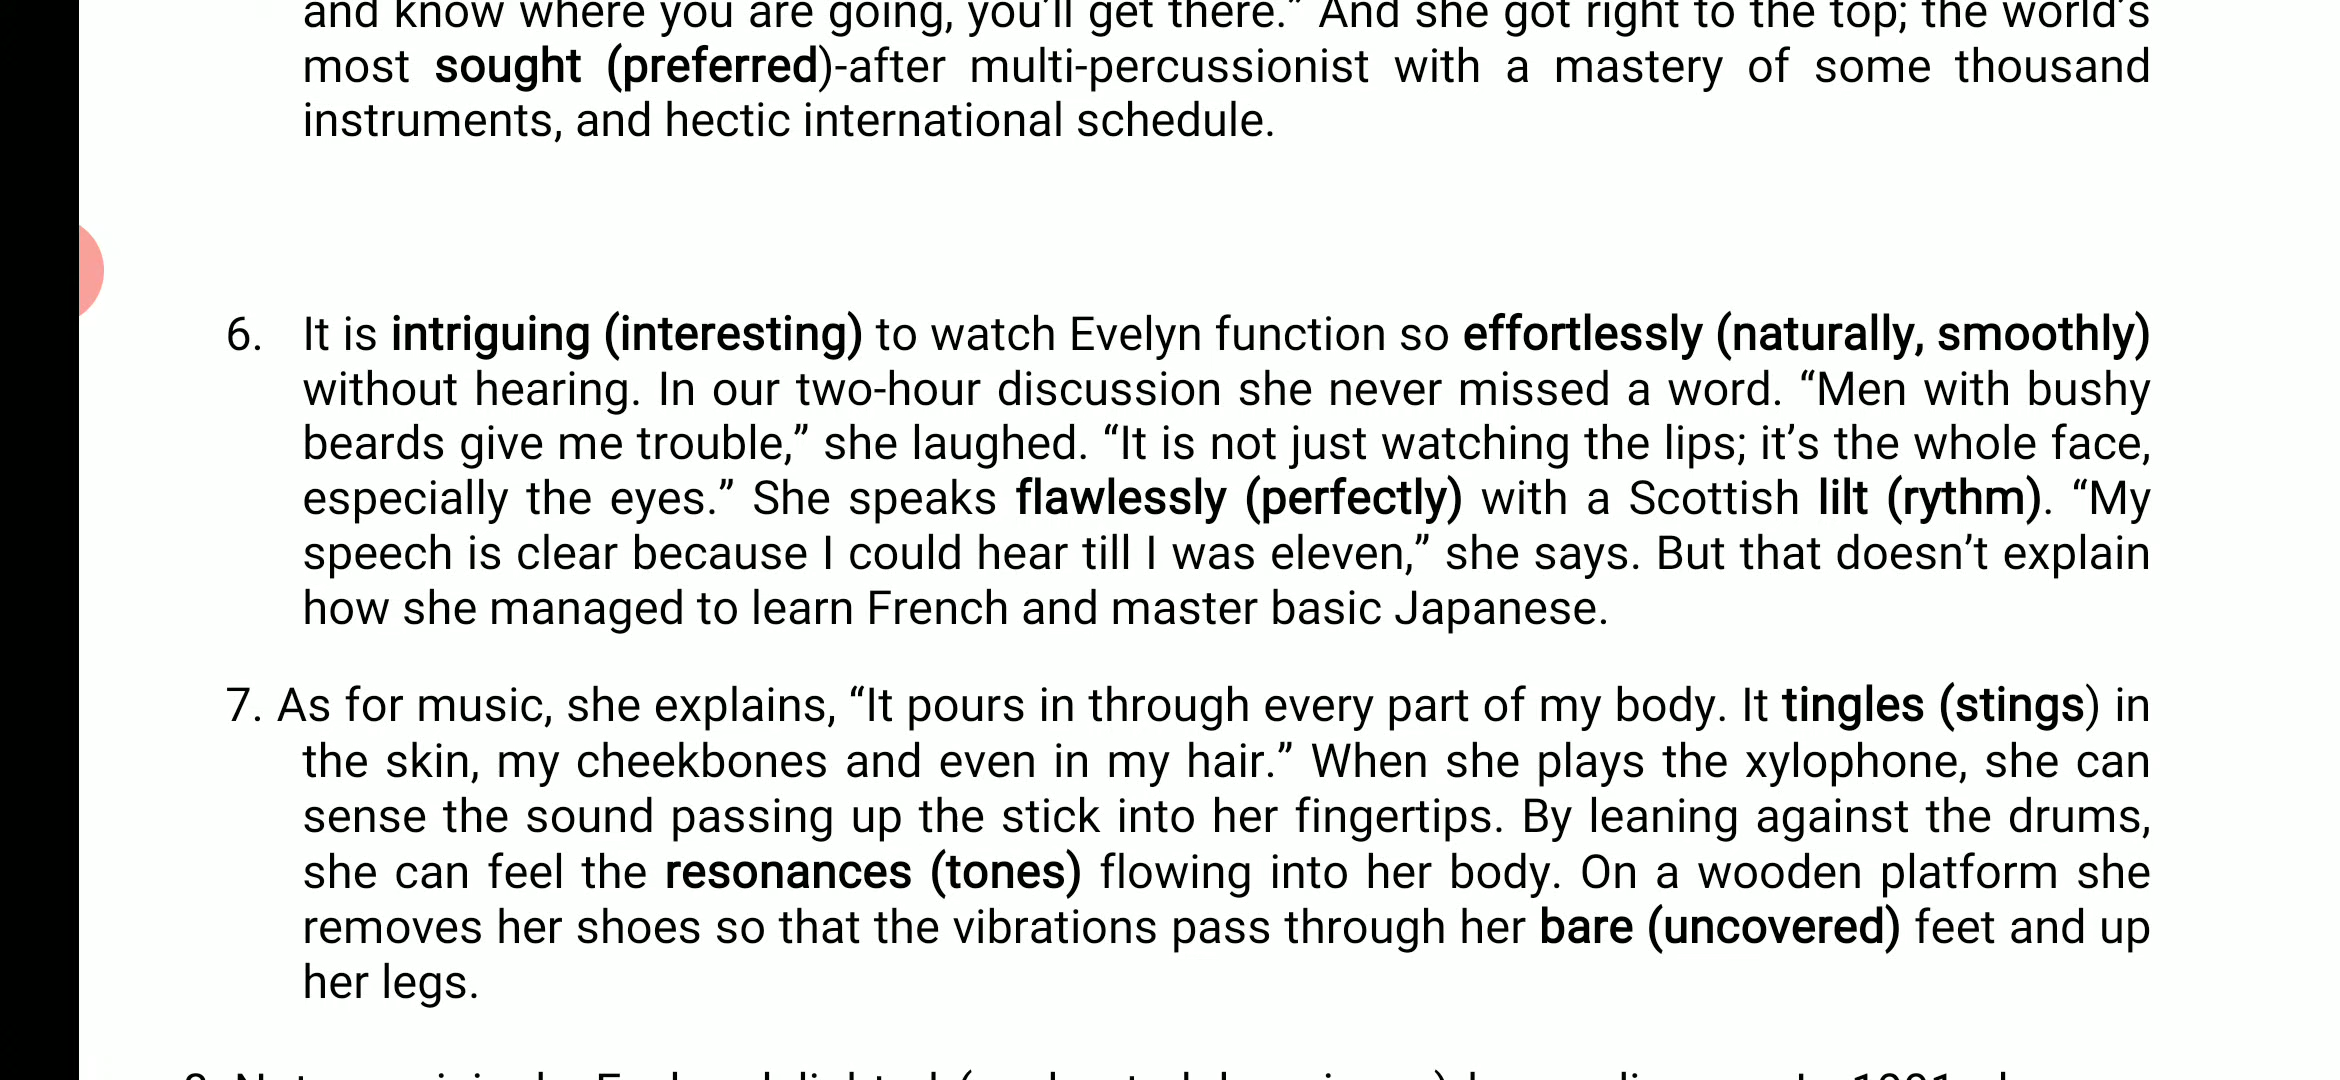 and know where you are going, you'll get there.” And she got right to the top; the world's
most sought (preferred)-after multi-percussionist with a mastery of some thousand
instruments, and hectic international schedule.
6. It is intriguing (interesting) to watch Evelyn function so effortlessly (naturally, smoothly)
without hearing. In our two-hour discussion she never missed a word. “Men with bushy
beards give me trouble,” she laughed. “It is not just watching the lips; it’s the whole face,
especially the eyes.” She speaks flawlessly (perfectly) with a Scottish lilt (rythm). “My
speech is clear because I could hear till I was eleven,” she says. But that doesn’t explain
how she managed to learn French and master basic Japanese.
7. As for music, she explains, “It pours in through every part of my body. It tingles (stings) in
the skin, my cheekbones and even in my hair.” When she plays the xylophone, she can
sense the sound passing up the stick into her fingertips. By leaning against the drums,
she can feel the resonances (tones) flowing into her body. On a wooden platform she
removes her shoes so that the vibrations pass through her bare (uncovered) feet and up
her legs.